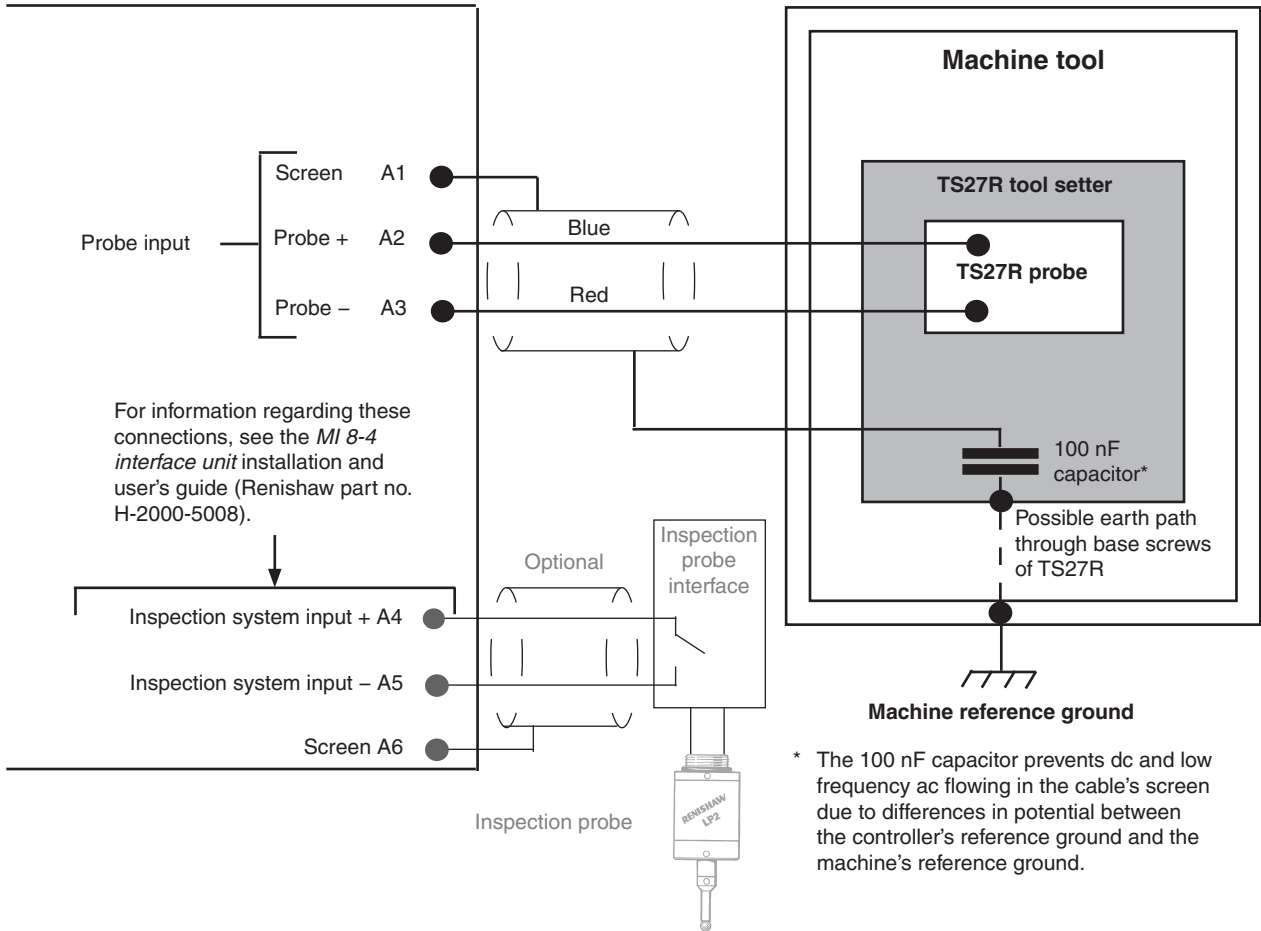 Machine tool
TS27R tool setter
TS27R probe
Screen A1
Probe + A2
Probe – A3
Probe input
Blue
Red
100 nF
capacitor*
Possible earth path
through base screws
of TS27R
For information regarding these
connections, see the MI 8-4
interface unit installation and
user's guide (Renishaw part no.
H-2000-5008).
Optional
Inspection
probe
interface
Inspection system input + A4
Inspection system input – A5
Screen A6
Inspection probe
RENISHAW
LP2
Machine reference ground
* The 100 nF capacitor prevents dc and low
frequency ac flowing in the cable's screen
due to differences in potential between
the controller's reference ground and the
machine's reference ground.